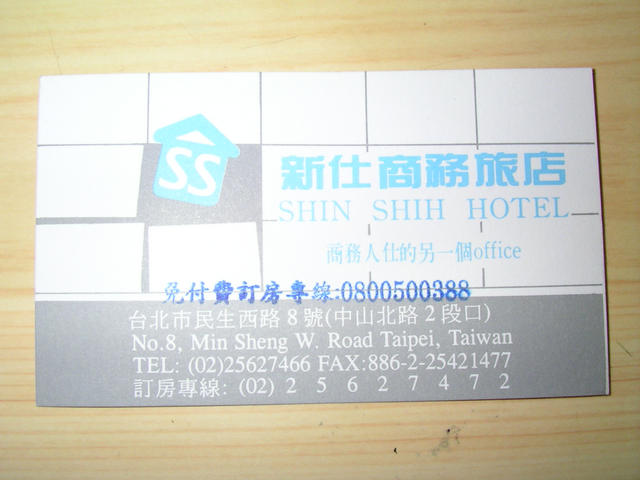 SS
新仕商務旅店
SHIN SHIH HOTEL
商務人仕的另一個office
免付費訂房專線:0800500388
台北市民生西路8號(中山北路2段口)
No.8, Min Sheng W. Road Taipei, Taiwan
TEL: (02)25627466 FAX:886-2-25421477
訂房專線: (02) 2 5 6 2 7 4 7 2